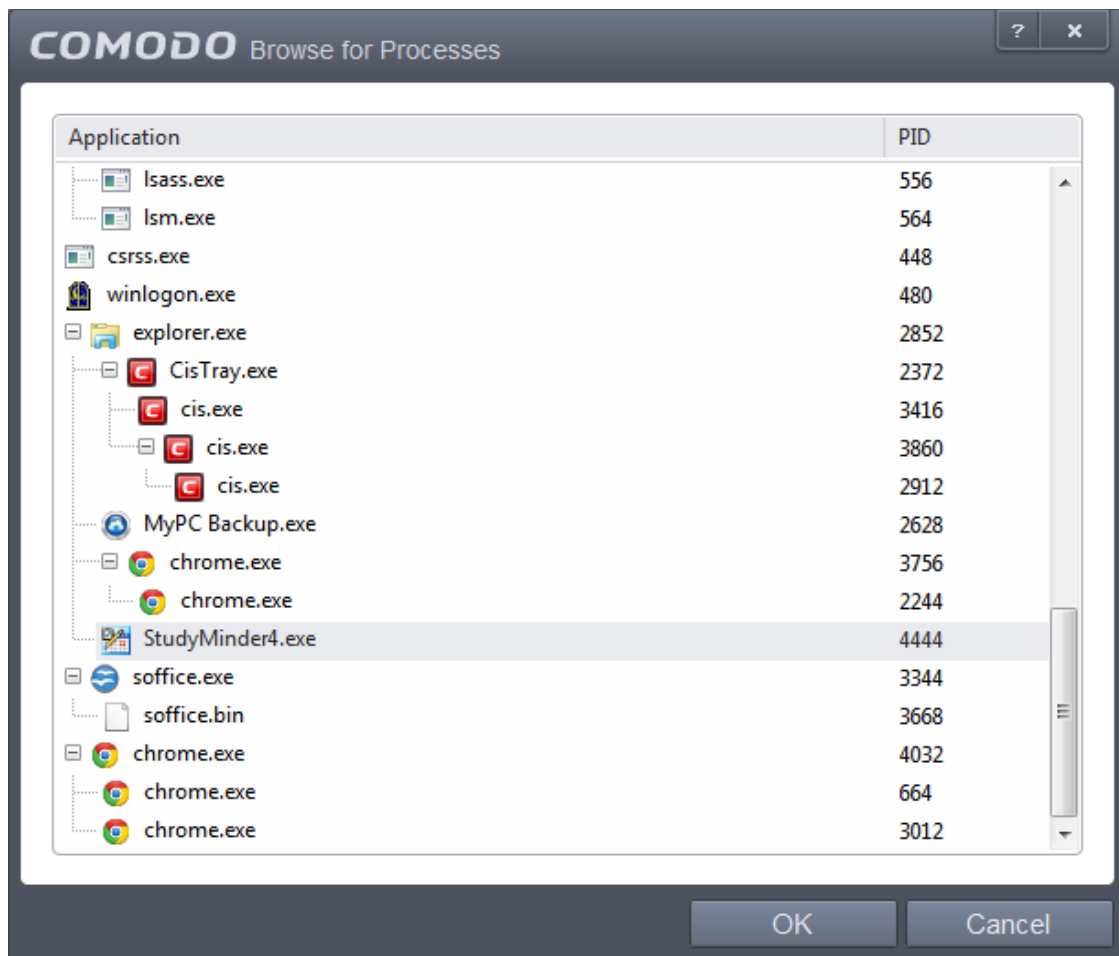 COMODO Browse for Processes ? x
Application PID
lsass.exe 556
lsm.exe 564
csrss.exe 448
winlogon.exe 480
explorer.exe 2852
CisTray.exe 2372
cis.exe 3416
cis.exe 3860
cis.exe 2912
MyPC Backup.exe 2628
chrome.exe 3756
chrome.exe 2244
StudyMinder4.exe 4444
soffice.exe 3344
soffice.bin 3668
chrome.exe 4032
chrome.exe 664
chrome.exe 3012
OK Cancel